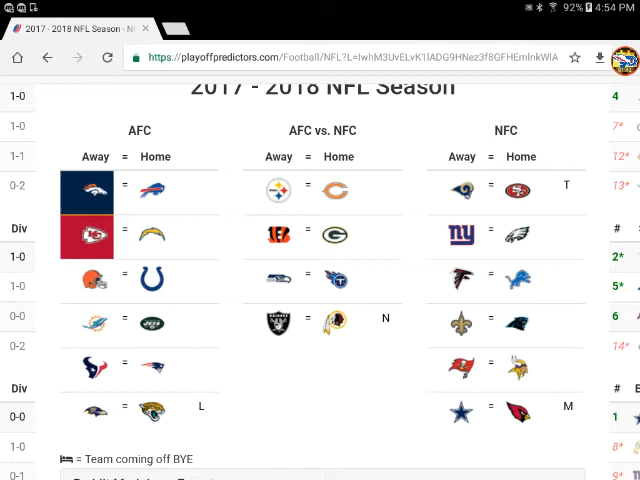 92% 4:54 PM
2017 - 2018 NFL Season - NF
https://playoffpredictors.com/Football/NFL?L=
2017 - 2018 NFL Season
AFC
AFC vs. NFC
NFC
Away = Home
Away = Home
Away = Home
= = = T
= = =
= = =
= = N =
= =
= L = M
= Team coming off BYE
1-0
1-0
1-1
0-2
Div
1-0
1-0
0-0
0-2
Div
0-0
1-0
0-1
4
7*
12*
13*
#
2*
5*
6
14*
#
1
8*
9*
ny